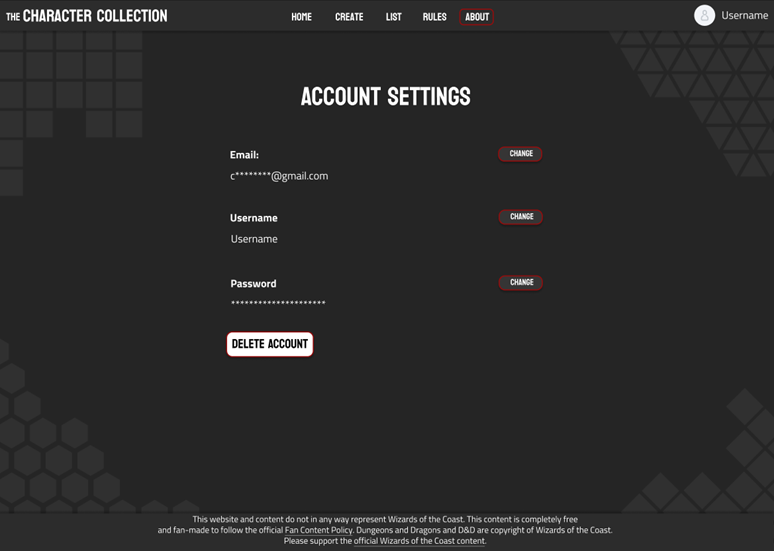 THE CHARACTER COLLECTION HOME CREATE LIST RULES ABOUT Username
ACCOUNT SETTINGS
Email: CHANGE
c********@gmail.com
Username CHANGE
Username
Password CHANGE
*********************
DELETE ACCOUNT
This website and content do not in any way represent Wizards of the Coast. This content is completely free
and fan-made to follow the official Fan Content Policy. Dungeons and Dragons and D&D are copyright of Wizards of the Coast.
Please support the official Wizards of the Coast content.